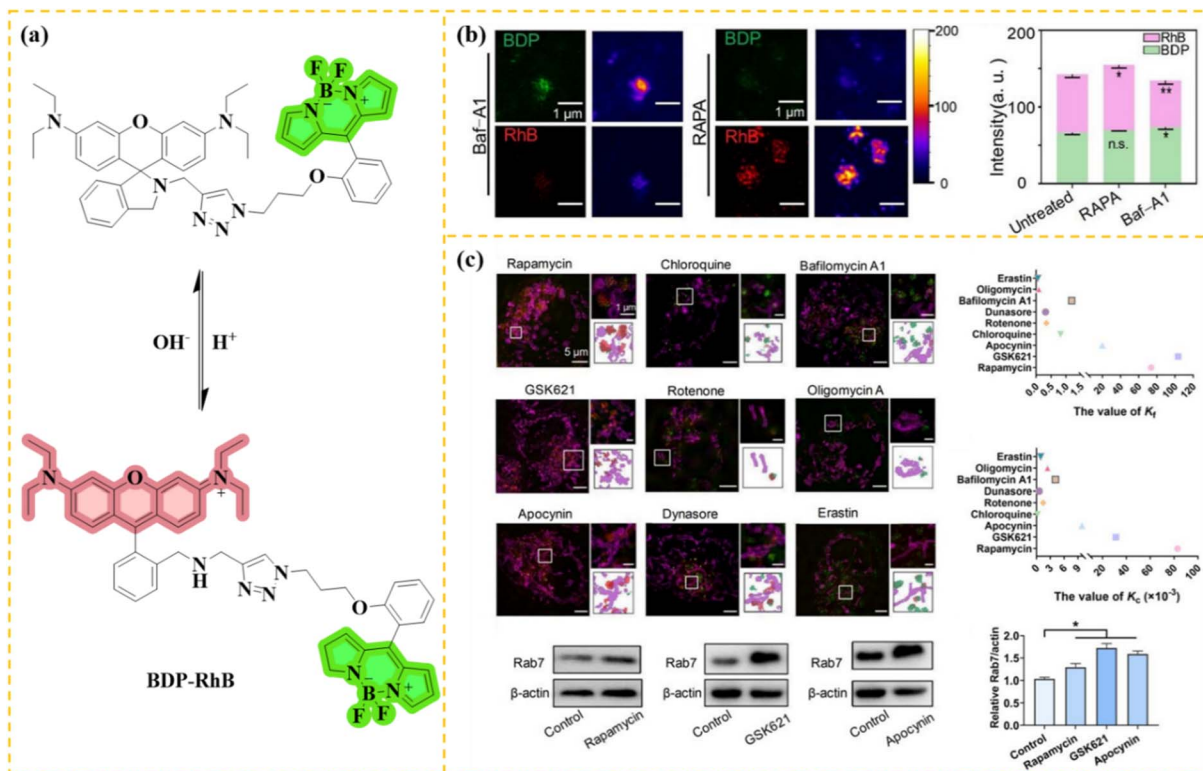 (a)
F
F
B
N
N
+
−
N
O
N
N
O
N
N
N
OH⁻
H⁺
N
O
N
+
N
H
N
N
N
O
N
N
+
−
B
F
F
BDP-RhB
(b)
Baf–A1
BDP
1 μm
RhB
RAPA
BDP
1 μm
RhB
200
100
0
Intensity(a. u.)
200
100
0
RhB
BDP
*
**
n.s.
*
Untreated
RAPA
Baf–A1
(c)
Rapamycin
Chloroquine
Bafilomycin A1
1 μm
5 μm
GSK621
Rotenone
Oligomycin A
Apocynin
Dynasore
Erastin
Rab7
β-actin
Control
Rapamycin
Rab7
β-actin
Control
GSK621
Rab7
β-actin
Control
Apocynin
Erastin
Oligomycin
Bafilomycin A1
Dunasore
Rotenone
Chloroquine
Apocynin
GSK621
Rapamycin
0.0 0.5 1.0 1.5 20 40 60 80 100 120
The value of Kf
Erastin
Oligomycin
Bafilomycin A1
Dunasore
Rotenone
Chloroquine
Apocynin
GSK621
Rapamycin
0 3 6 9 20 40 60 80 100
The value of Kc (×10⁻³)
Relative Rab7/actin
2.0
1.5
1.0
0.5
0.0
*
Control
Rapamycin
GSK621
Apocynin